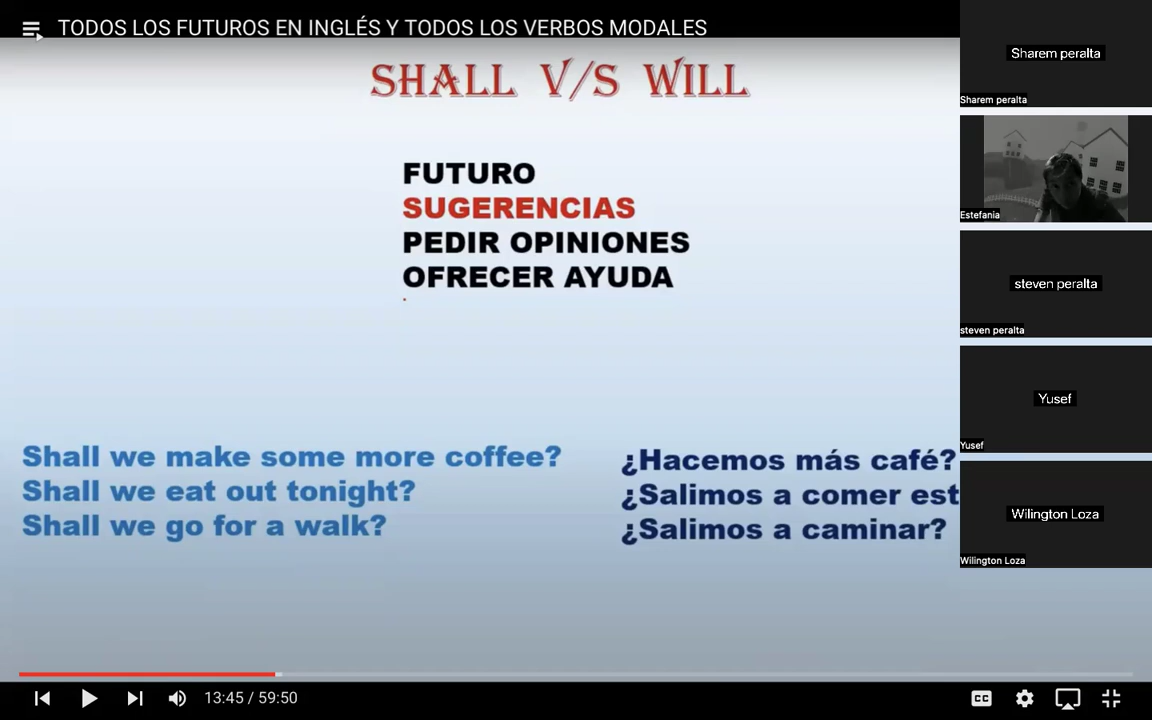 TODOS LOS FUTUROS EN INGLÉS Y TODOS LOS VERBOS MODALES
SHALL V/S WILL
FUTURO
SUGERENCIAS
PEDIR OPINIONES
OFRECER AYUDA
Shall we make some more coffee?
Shall we eat out tonight?
Shall we go for a walk?
¿Hacemos más café?
¿Salimos a comer est
¿Salimos a caminar?
13:45 / 59:50
CC
Sharem peralta
Sharem peralta
Estefania
steven peralta
steven peralta
Yusef
Yusef
Wilington Loza
Wilington Loza